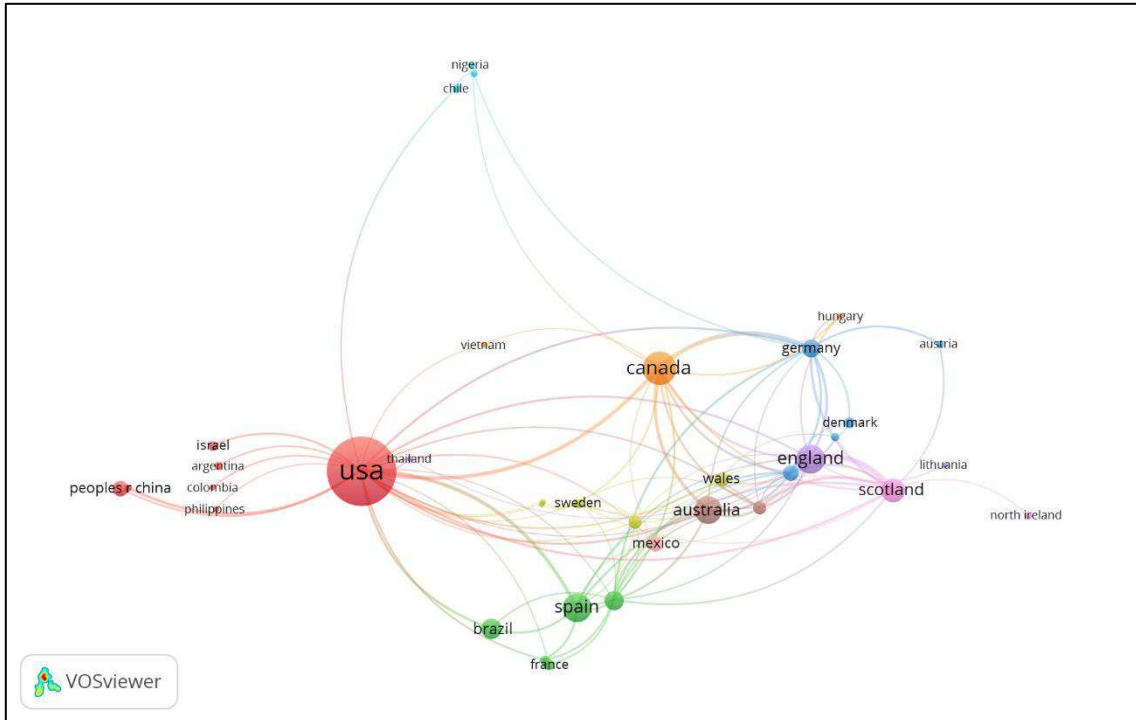 nigeria
chile
hungary
vietnam
germany
austria
canada
denmark
israel
england
argentina
usa
thailand
lithuania
peoples r china
colombia
wales
scotland
philippines
sweden
australia
north ireland
mexico
spain
brazil
france
VOSviewer